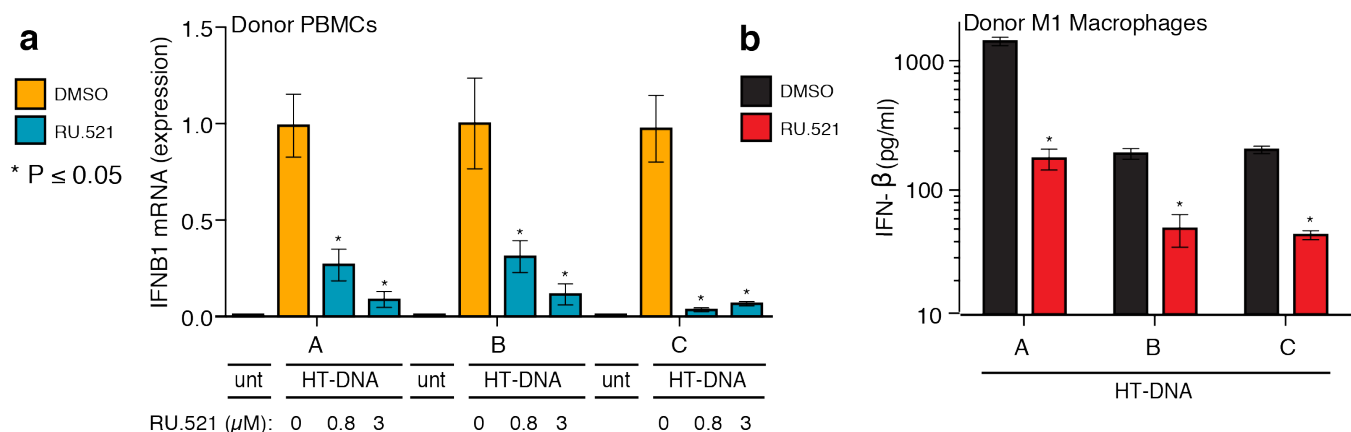 a
Donor PBMCs
DMSO
RU.521
* P ≤ 0.05
IFNB1 mRNA (expression)
1.5
1.0
0.5
0.0
* * * * * *
A B C
unt HT-DNA unt HT-DNA unt HT-DNA
RU.521 (µM): 0 0.8 3 0 0.8 3 0 0.8 3
b
Donor M1 Macrophages
DMSO
RU.521
IFN- β(pg/ml)
1000
100
10
* * *
A B C
HT-DNA